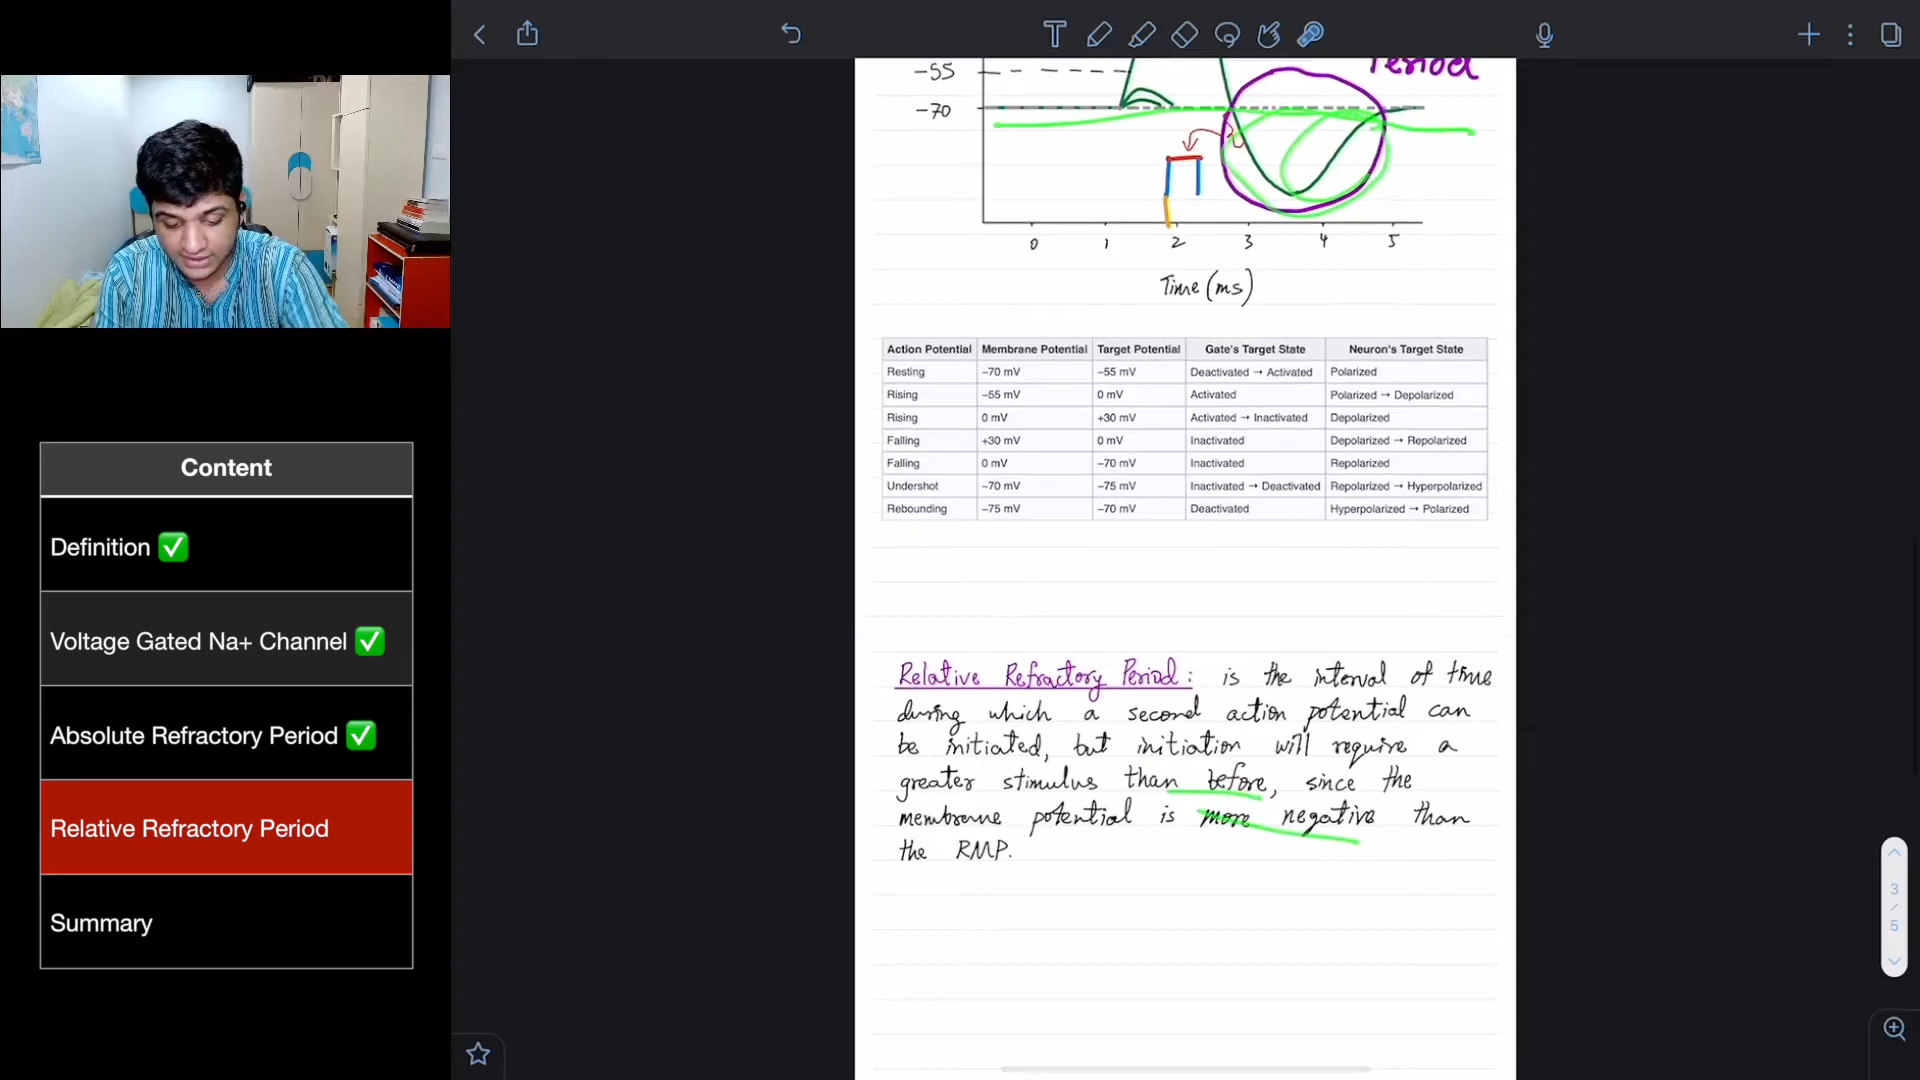 Content
Definition ✅
Voltage Gated Na+ Channel ✅
Absolute Refractory Period ✅
Relative Refractory Period
Summary
Period
-55
-70
0 1 2 3 4 5
Time (ms)
Action Potential Membrane Potential Target Potential Gate's Target State Neuron's Target State
Resting −70 mV −55 mV Deactivated → Activated Polarized
Rising −55 mV 0 mV Activated Polarized → Depolarized
Rising 0 mV +30 mV Activated → Inactivated Depolarized
Falling +30 mV 0 mV Inactivated Depolarized → Repolarized
Falling 0 mV −70 mV Inactivated Repolarized
Undershot −70 mV −75 mV Inactivated → Deactivated Repolarized → Hyperpolarized
Rebounding −75 mV −70 mV Deactivated Hyperpolarized → Polarized
Relative Refractory Period: is the interval of time
during which a second action potential can
be initiated, but initiation will require a
greater stimulus than before, since the
membrane potential is more negative than
the RMP.
3
/
5